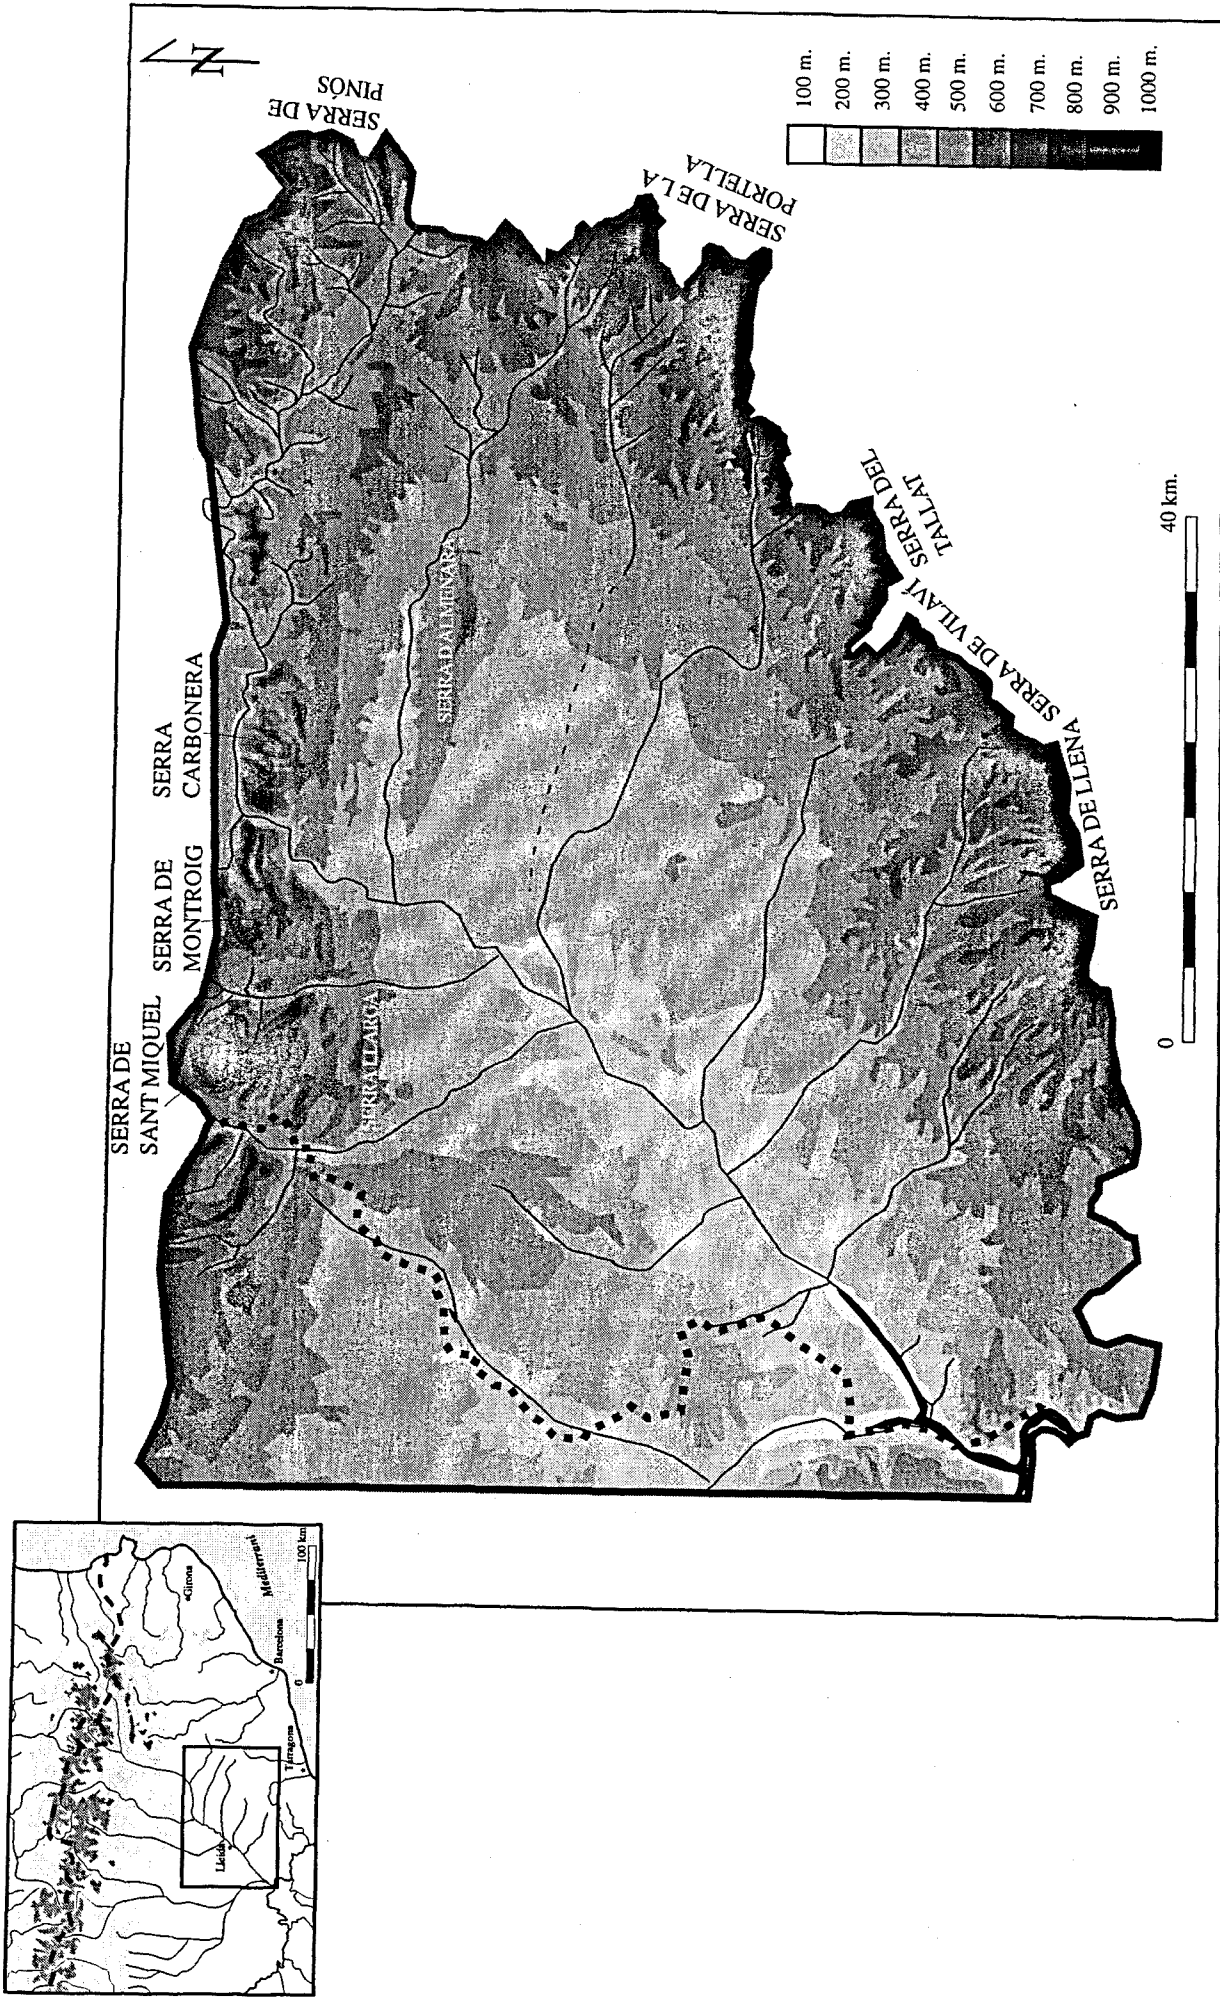 N
SERRA DE
PINÓS
SERRA DE LA
PORTELLA
100 m.
200 m.
300 m.
400 m.
500 m.
600 m.
700 m.
800 m.
900 m.
1000 m.
SERRA DEL
TALLAT
SERRA DE VILAVÍ
SERRA DE LLENA
SERRA D'ALMENARA
SERRA
CARBONERA
SERRA DE
MONTROIG
SERRA DE
SANT MIQUEL
SERRA LLARGA
0
40 km.
Girona
Mediterrani
Barcelona
Tarragona
Lleida
0
100 km